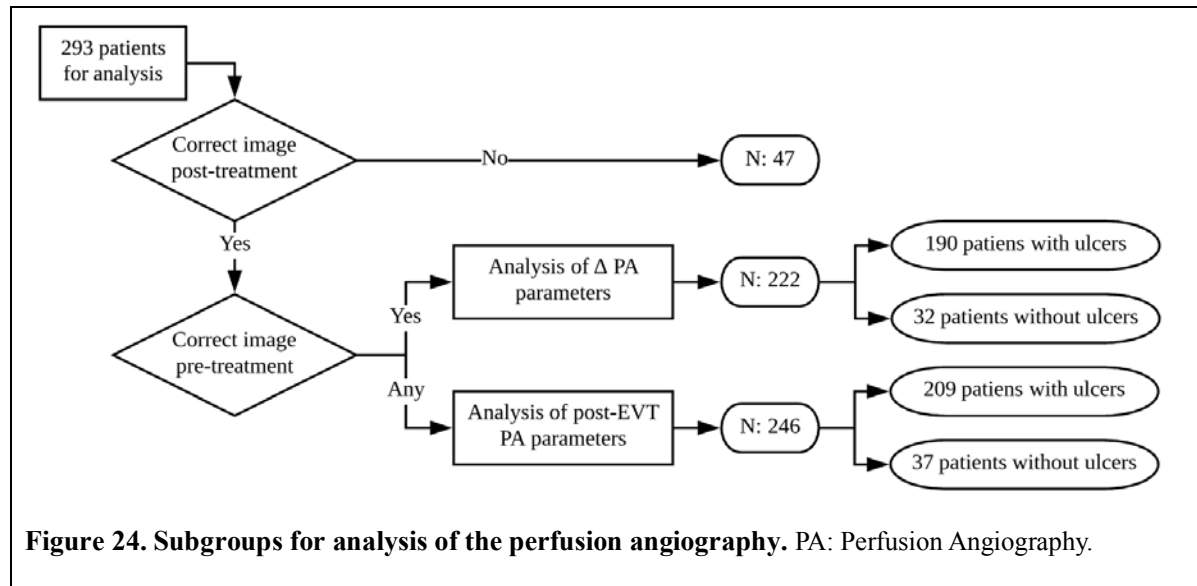 293 patients
for analysis
Correct image
post-treatment
No
N: 47
Yes
Correct image
pre-treatment
Yes
Analysis of Δ PA
parameters
N: 222
190 patiens with ulcers
32 patients without ulcers
Any
Analysis of post-EVT
PA parameters
N: 246
209 patiens with ulcers
37 patients without ulcers
Figure 24. Subgroups for analysis of the perfusion angiography. PA: Perfusion Angiography.